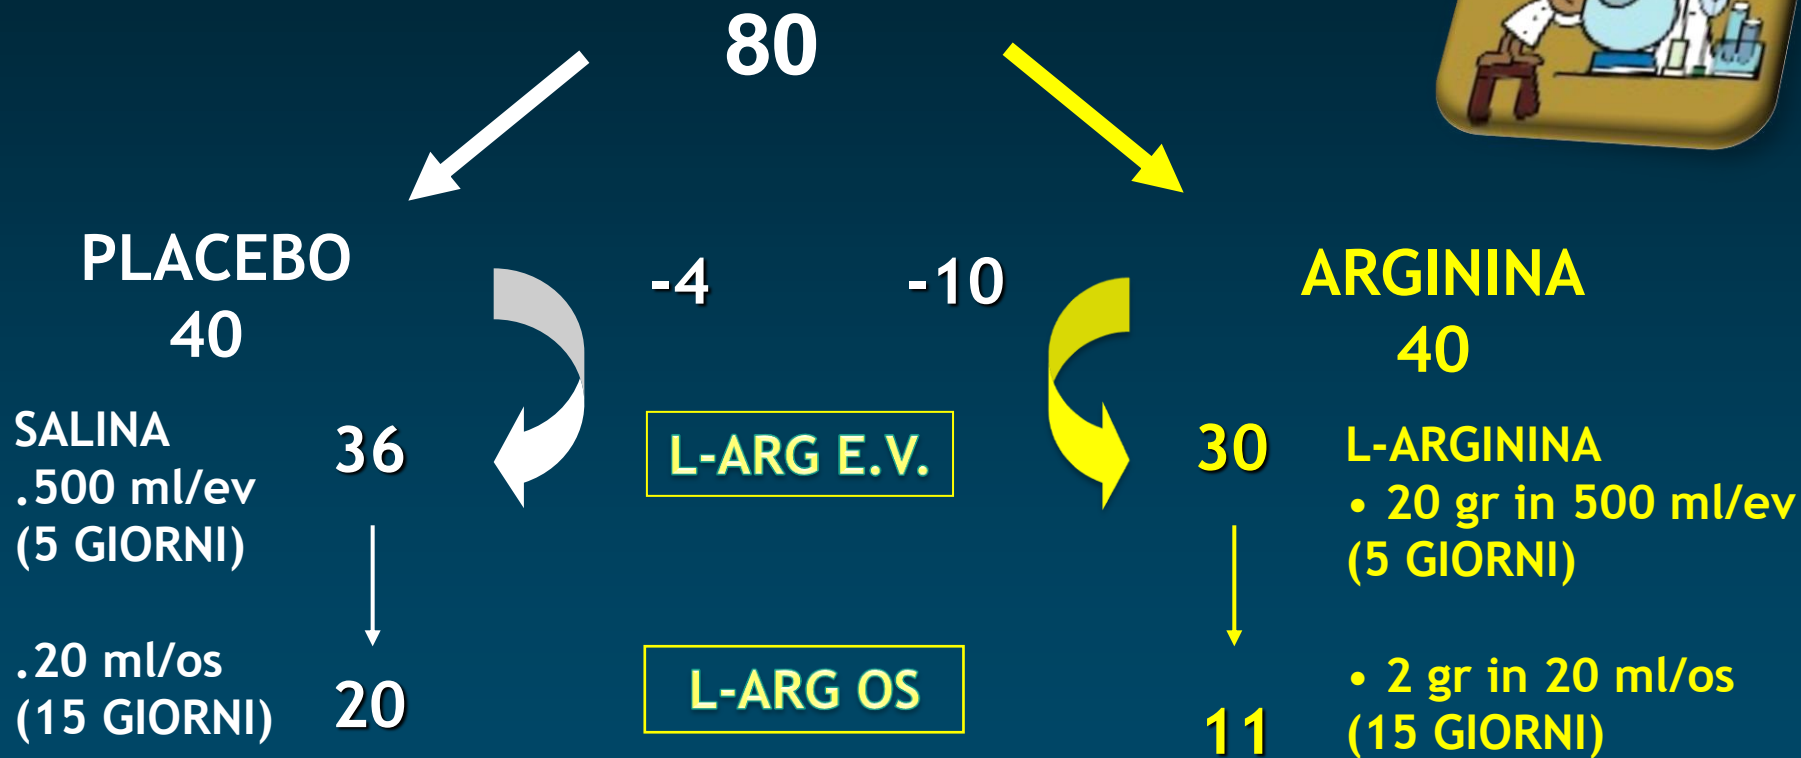 80
PLACEBO
40
-4
-10
ARGININA
40
SALINA
.500 ml/ev
(5 GIORNI)
36
L-ARG E.V.
30
L-ARGININA
• 20 gr in 500 ml/ev
(5 GIORNI)
.20 ml/os
(15 GIORNI)
20
L-ARG OS
11
• 2 gr in 20 ml/os
(15 GIORNI)